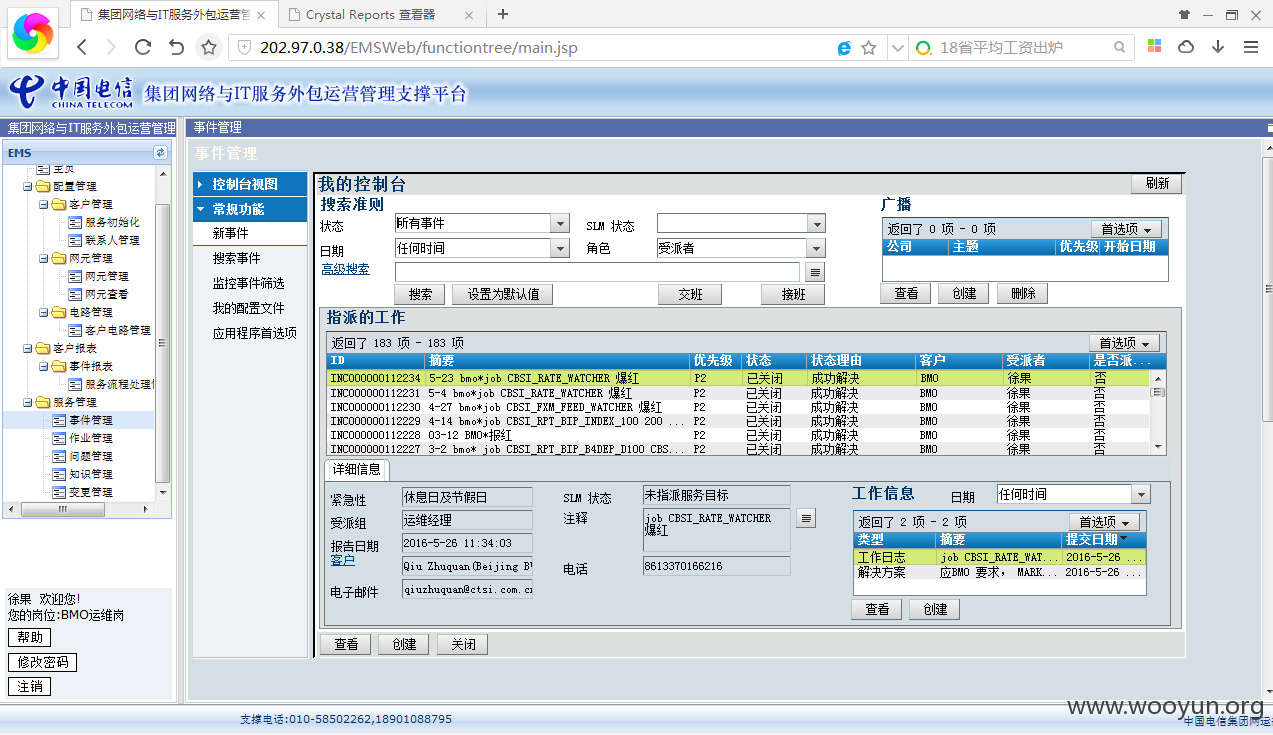 集团网络与IT服务外包运营管
Crystal Reports 查看器
202.97.0.38/EMSWeb/functiontree/main.jsp
18省平均工资出炉
中国电信
CHINA TELECOM
集团网络与IT服务外包运营管理支撑平台
集团网络与IT服务外包运营管理
事件管理
EMS
主页
配置管理
客户管理
服务初始化
联系人管理
网元管理
网元管理
网元查看
电路管理
客户电路管理
客户报表
事件报表
服务流程处理
服务管理
事件管理
作业管理
问题管理
知识管理
变更管理
徐果 欢迎您!
您的岗位:BMO运维岗
帮助
修改密码
注销
事件管理
控制台视图
常规功能
新事件
搜索事件
监控事件筛选
我的配置文件
应用程序首选项
我的控制台
刷新
搜索准则
状态 所有事件 SLM 状态
日期 任何时间 角色 受派者
高级搜索
搜索 设置为默认值 交班 接班
广播
返回了 0 项 - 0 项 首选项
公司 主题 优先级 开始日期
查看 创建 删除
指派的工作
返回了 183 项 - 183 项 首选项
ID 摘要 优先级 状态 状态理由 客户 受派者 是否派...
INC000000112234 5-23 bmo*job CBSI_RATE_WATCHER 爆红 P2 已关闭 成功解决 BMO 徐果 否
INC000000112231 5-4 bmo*job CBSI_RATE_WATCHER 爆红 P2 已关闭 成功解决 BMO 徐果 否
INC000000112230 4-27 bmo*job CBSI_FXM_FEED_WATCHER 爆红 P2 已关闭 成功解决 BMO 徐果 否
INC000000112229 4-14 bmo*job CBSI_RPT_BIP_INDEX_100 200 ... P2 已关闭 成功解决 BMO 徐果 否
INC000000112228 03-12 BMO*报红 P2 已关闭 成功解决 BMO 徐果 否
INC000000112227 3-2 bmo* job CBSI_RPT_BIP_B4DEP_D100 CBS... P2 已关闭 成功解决 BMO 徐果 否
详细信息
紧急性 休息日及节假日 SLM 状态 未指派服务目标
受派组 运维经理 注释 job CBSI_RATE_WATCHER
爆红
报告日期 2016-5-26 11:34:03
客户 Qiu Zhuquan(Beijing B 电话 8613370166216
电子邮件 qiuzhuquan@ctsi.com.cn
工作信息 日期 任何时间
返回了 2 项 - 2 项 首选项
类型 摘要 提交日期
工作日志 job CBSI_RATE_WAT... 2016-5-26 ...
解决方案 应BMO 要求, MARK... 2016-5-26 ...
查看 创建
查看 创建 关闭
支撑电话:010-58502262,18901088795
www.wooyun.org
中国电信集团网运